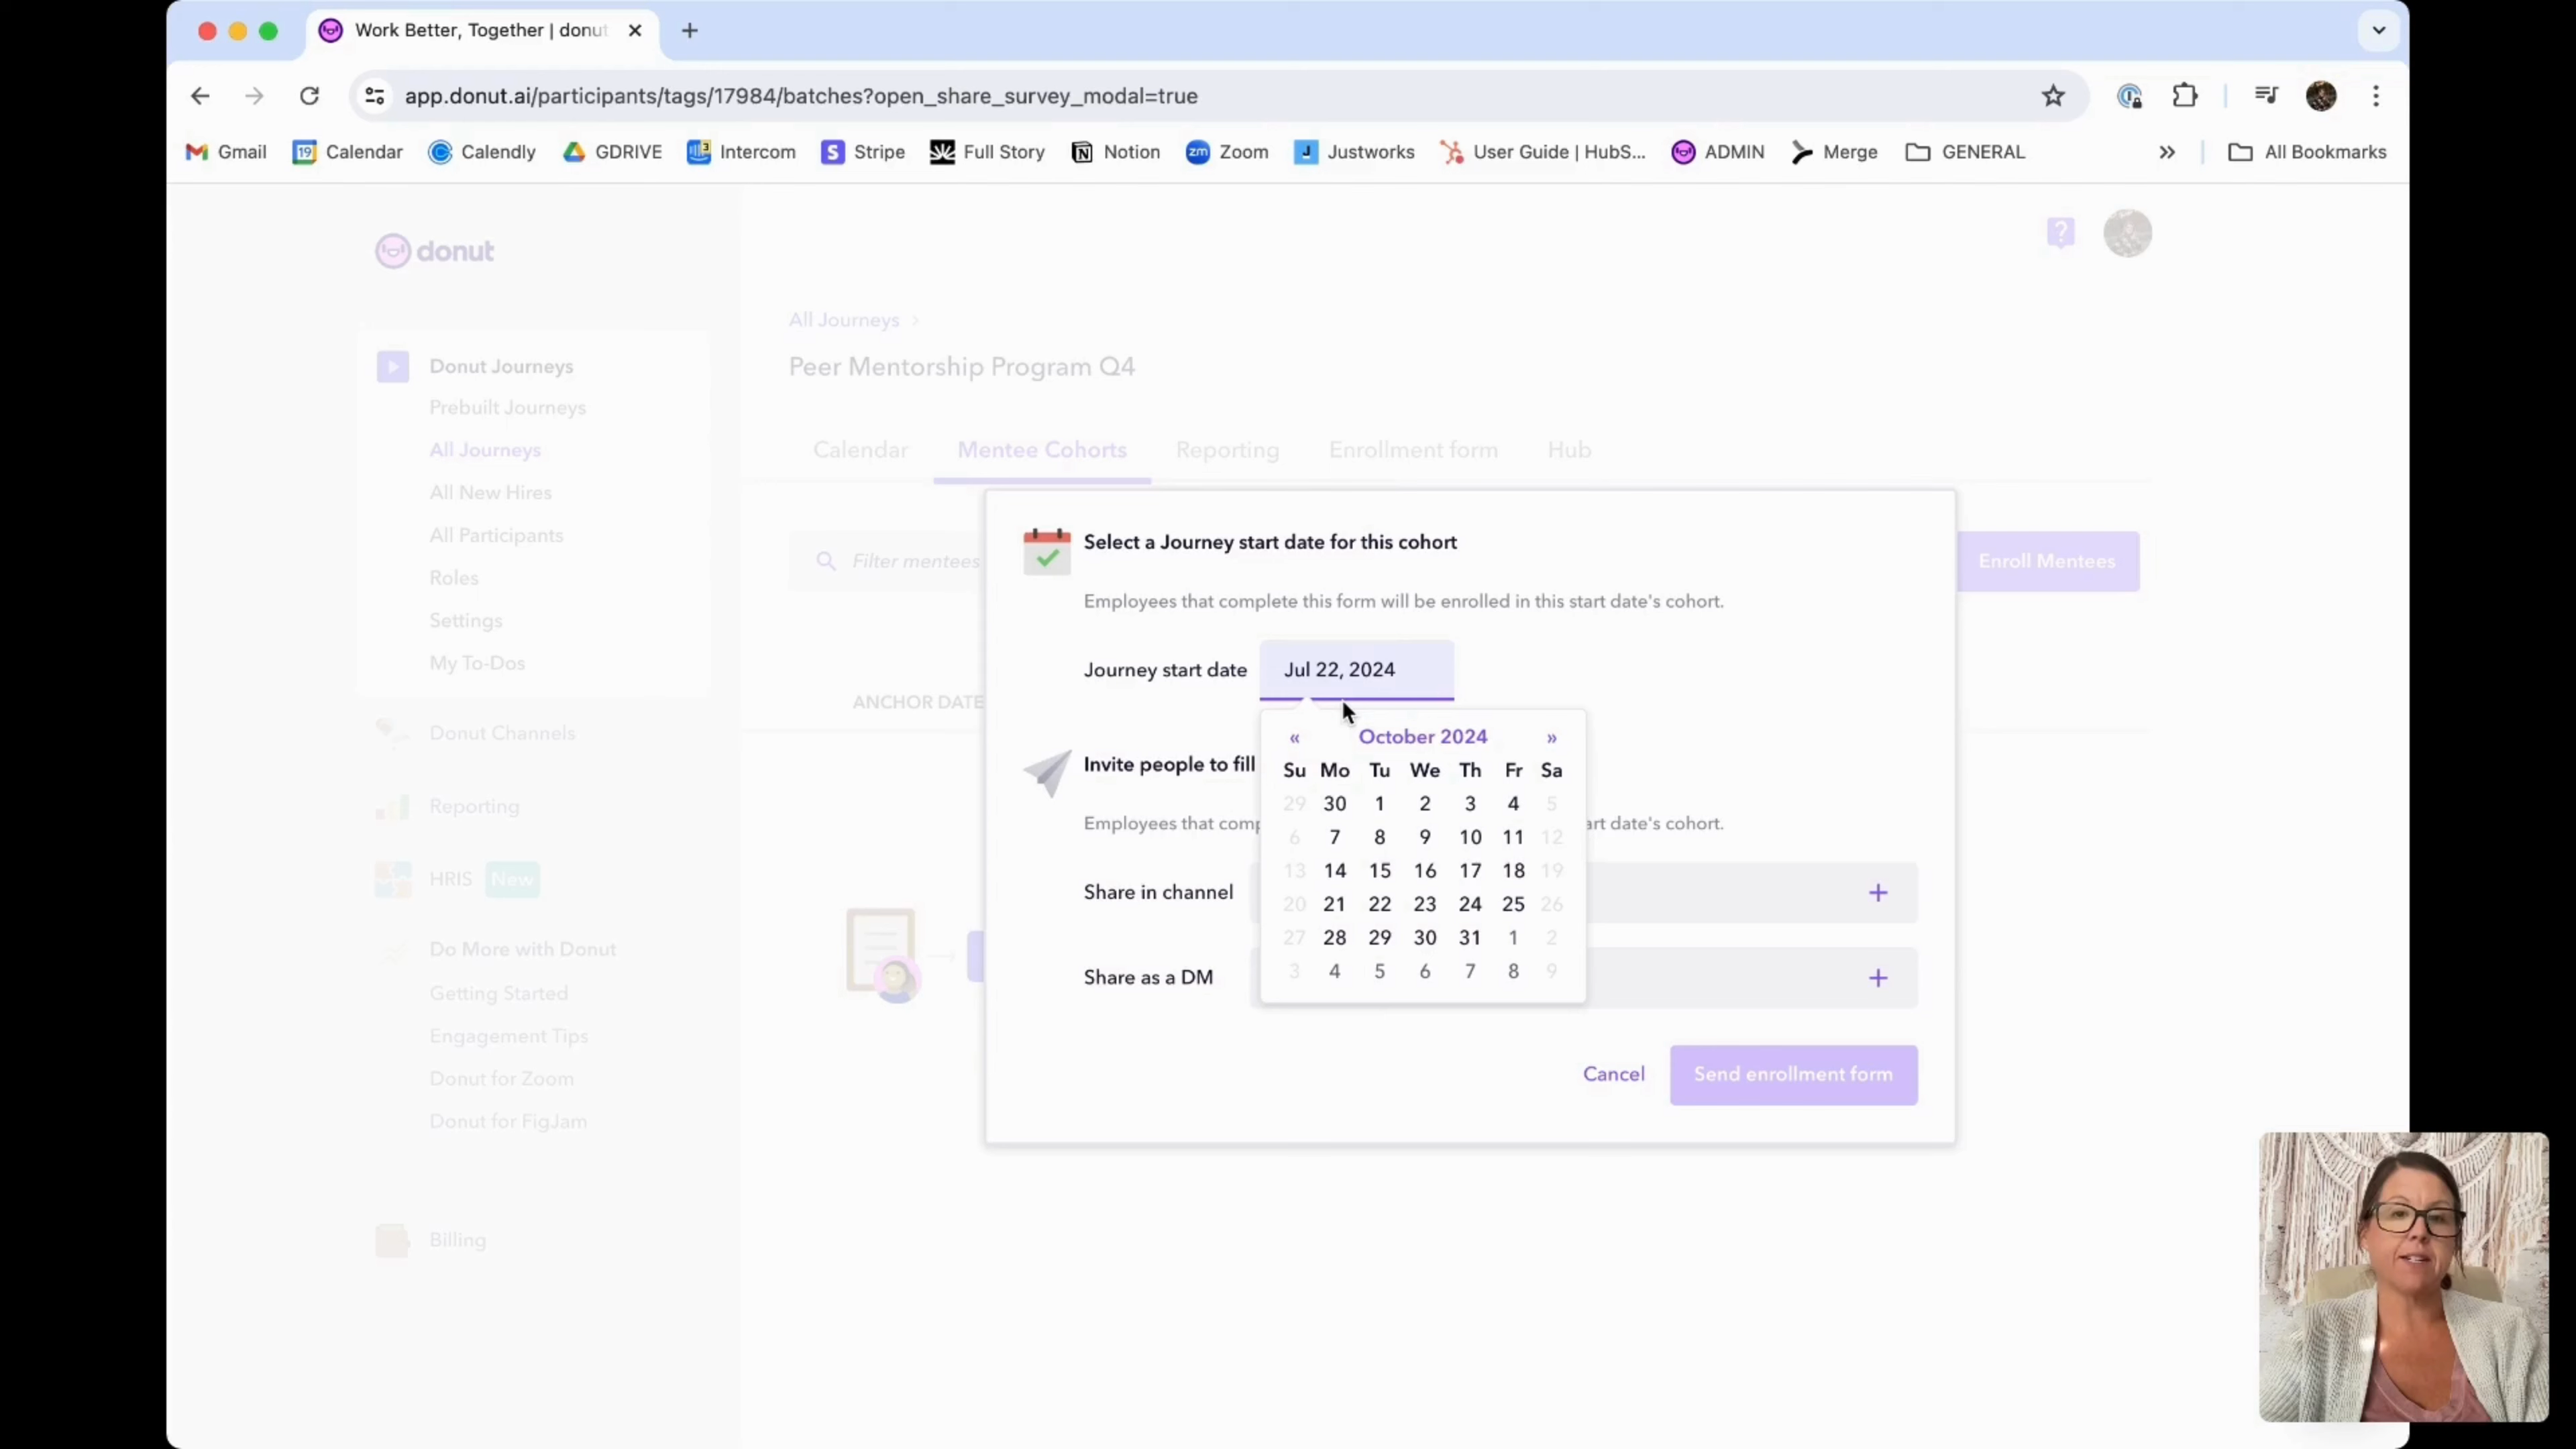 Work Better, Together | donut
app.donut.ai/participants/tags/17984/batches?open_share_survey_modal=true
Gmail
19 Calendar
Calendly
GDRIVE
3 Intercom
S Stripe
Full Story
Notion
zm Zoom
J Justworks
User Guide | HubS...
ADMIN
Merge
GENERAL
»
All Bookmarks
donut
?
Donut Journeys
Prebuilt Journeys
All Journeys
All New Hires
All Participants
Roles
Settings
My To-Dos
Donut Channels
Reporting
HRIS New
Do More with Donut
Getting Started
Engagement Tips
Donut for Zoom
Donut for FigJam
Billing
All Journeys >
Peer Mentorship Program Q4
Calendar Mentee Cohorts Reporting Enrollment form Hub
Filter mentees
Enroll Mentees
ANCHOR DATE
Select a Journey start date for this cohort
Employees that complete this form will be enrolled in this start date's cohort.
Journey start date Jul 22, 2024
« October 2024 »
Su Mo Tu We Th Fr Sa
29 30 1 2 3 4 5
6 7 8 9 10 11 12
13 14 15 16 17 18 19
20 21 22 23 24 25 26
27 28 29 30 31 1 2
3 4 5 6 7 8 9
Invite people to fill
Employees that comp
art date's cohort.
Share in channel +
Share as a DM +
Cancel
Send enrollment form